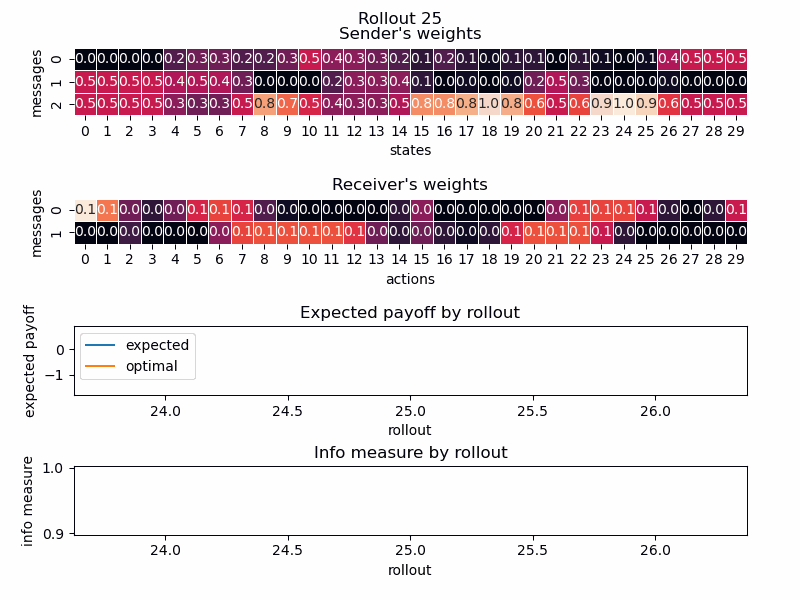 Rollout 25
Sender's weights
messages
0 0.0 0.0 0.0 0.0 0.2 0.3 0.3 0.2 0.2 0.3 0.5 0.4 0.3 0.3 0.2 0.1 0.2 0.1 0.0 0.1 0.1 0.0 0.1 0.1 0.0 0.1 0.4 0.5 0.5 0.5
1 0.5 0.5 0.5 0.5 0.4 0.5 0.4 0.3 0.0 0.0 0.0 0.2 0.3 0.3 0.4 0.1 0.0 0.0 0.0 0.0 0.2 0.5 0.3 0.0 0.0 0.0 0.0 0.0 0.0 0.0
2 0.5 0.5 0.5 0.5 0.3 0.3 0.3 0.5 0.8 0.7 0.5 0.4 0.3 0.3 0.5 0.8 0.8 0.8 1.0 0.8 0.6 0.5 0.6 0.9 1.0 0.9 0.6 0.5 0.5 0.5
0 1 2 3 4 5 6 7 8 9 10 11 12 13 14 15 16 17 18 19 20 21 22 23 24 25 26 27 28 29
states
Receiver's weights
messages
0 0.1 0.1 0.0 0.0 0.0 0.1 0.1 0.1 0.0 0.0 0.0 0.0 0.0 0.0 0.0 0.0 0.0 0.0 0.0 0.0 0.0 0.0 0.1 0.1 0.1 0.1 0.0 0.0 0.0 0.1
1 0.0 0.0 0.0 0.0 0.0 0.0 0.0 0.1 0.1 0.1 0.1 0.1 0.1 0.0 0.0 0.0 0.0 0.0 0.0 0.1 0.1 0.1 0.1 0.1 0.0 0.0 0.0 0.0 0.0 0.0
0 1 2 3 4 5 6 7 8 9 10 11 12 13 14 15 16 17 18 19 20 21 22 23 24 25 26 27 28 29
actions
Expected payoff by rollout
expected payoff
0
−1
expected
optimal
24.0 24.5 25.0 25.5 26.0
rollout
Info measure by rollout
info measure
1.0
0.9
24.0 24.5 25.0 25.5 26.0
rollout